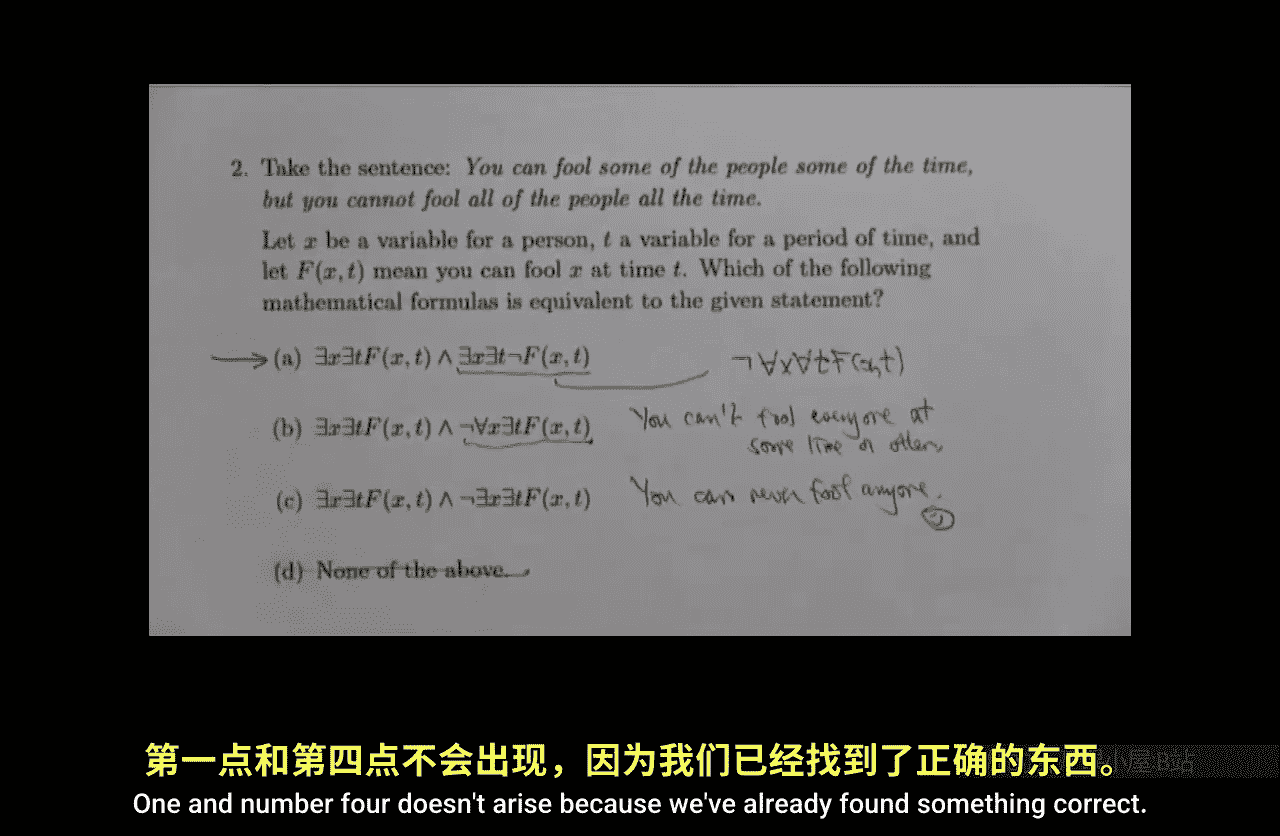 2. Take the sentence: You can fool some of the people some of the time,
but you cannot fool all of the people all the time.
Let x be a variable for a person, t a variable for a period of time, and
let F(x, t) mean you can fool x at time t. Which of the following
mathematical formulas is equivalent to the given statement?
(a) ∃x∃tF(x, t) ∧ ∃x∃t¬F(x, t) ¬∀x∀tF(x,t)
(b) ∃x∃tF(x, t) ∧ ¬∀x∃tF(x, t) You can't fool everyone at
some time or other
(c) ∃x∃tF(x, t) ∧ ¬∃x∃tF(x, t) You can never fool anyone.
(d) None of the above.
第一点和第四点不会出现，因为我们已经找到了正确的东西。
小屋B站
One and number four doesn't arise because we've already found something correct.